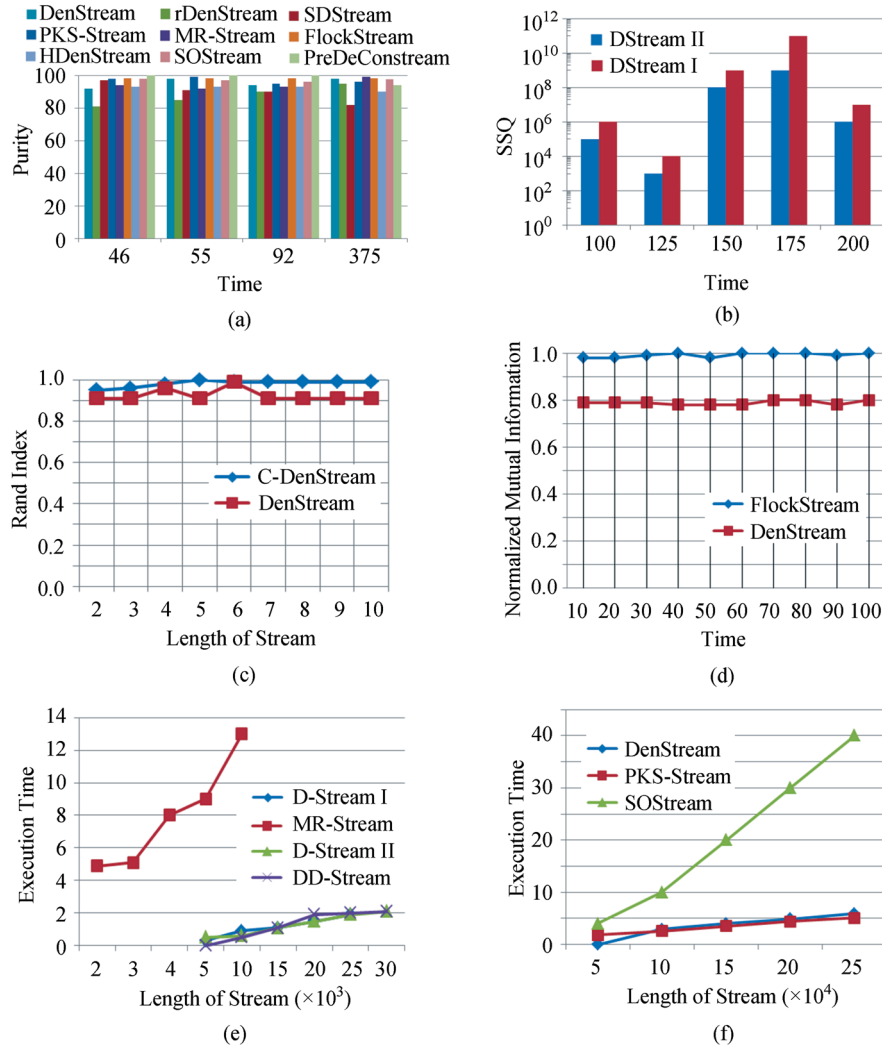 DenStream rDenStream SDStream
PKS-Stream MR-Stream FlockStream
HDenStream SOStream PreDeConstream
100
80
60
40
20
0
Purity
46 55 92 375
Time
(a)
10^12
10^10
10^8
10^6
10^4
10^2
10^0
SSQ
DStream II
DStream I
100 125 150 175 200
Time
(b)
1.0
0.8
0.6
0.4
0.2
0.0
Rand Index
C-DenStream
DenStream
2 3 4 5 6 7 8 9 10
Length of Stream
(c)
1.0
0.8
0.6
0.4
0.2
0.0
Normalized Mutual Information
FlockStream
DenStream
10 20 30 40 50 60 70 80 90 100
Time
(d)
14
12
10
8
6
4
2
0
Execution Time
D-Stream I
MR-Stream
D-Stream II
DD-Stream
2 3 4 5 10 15 20 25 30
Length of Stream (×10^3)
(e)
40
30
20
10
0
Execution Time
DenStream
PKS-Stream
SOStream
5 10 15 20 25
Length of Stream (×10^4)
(f)